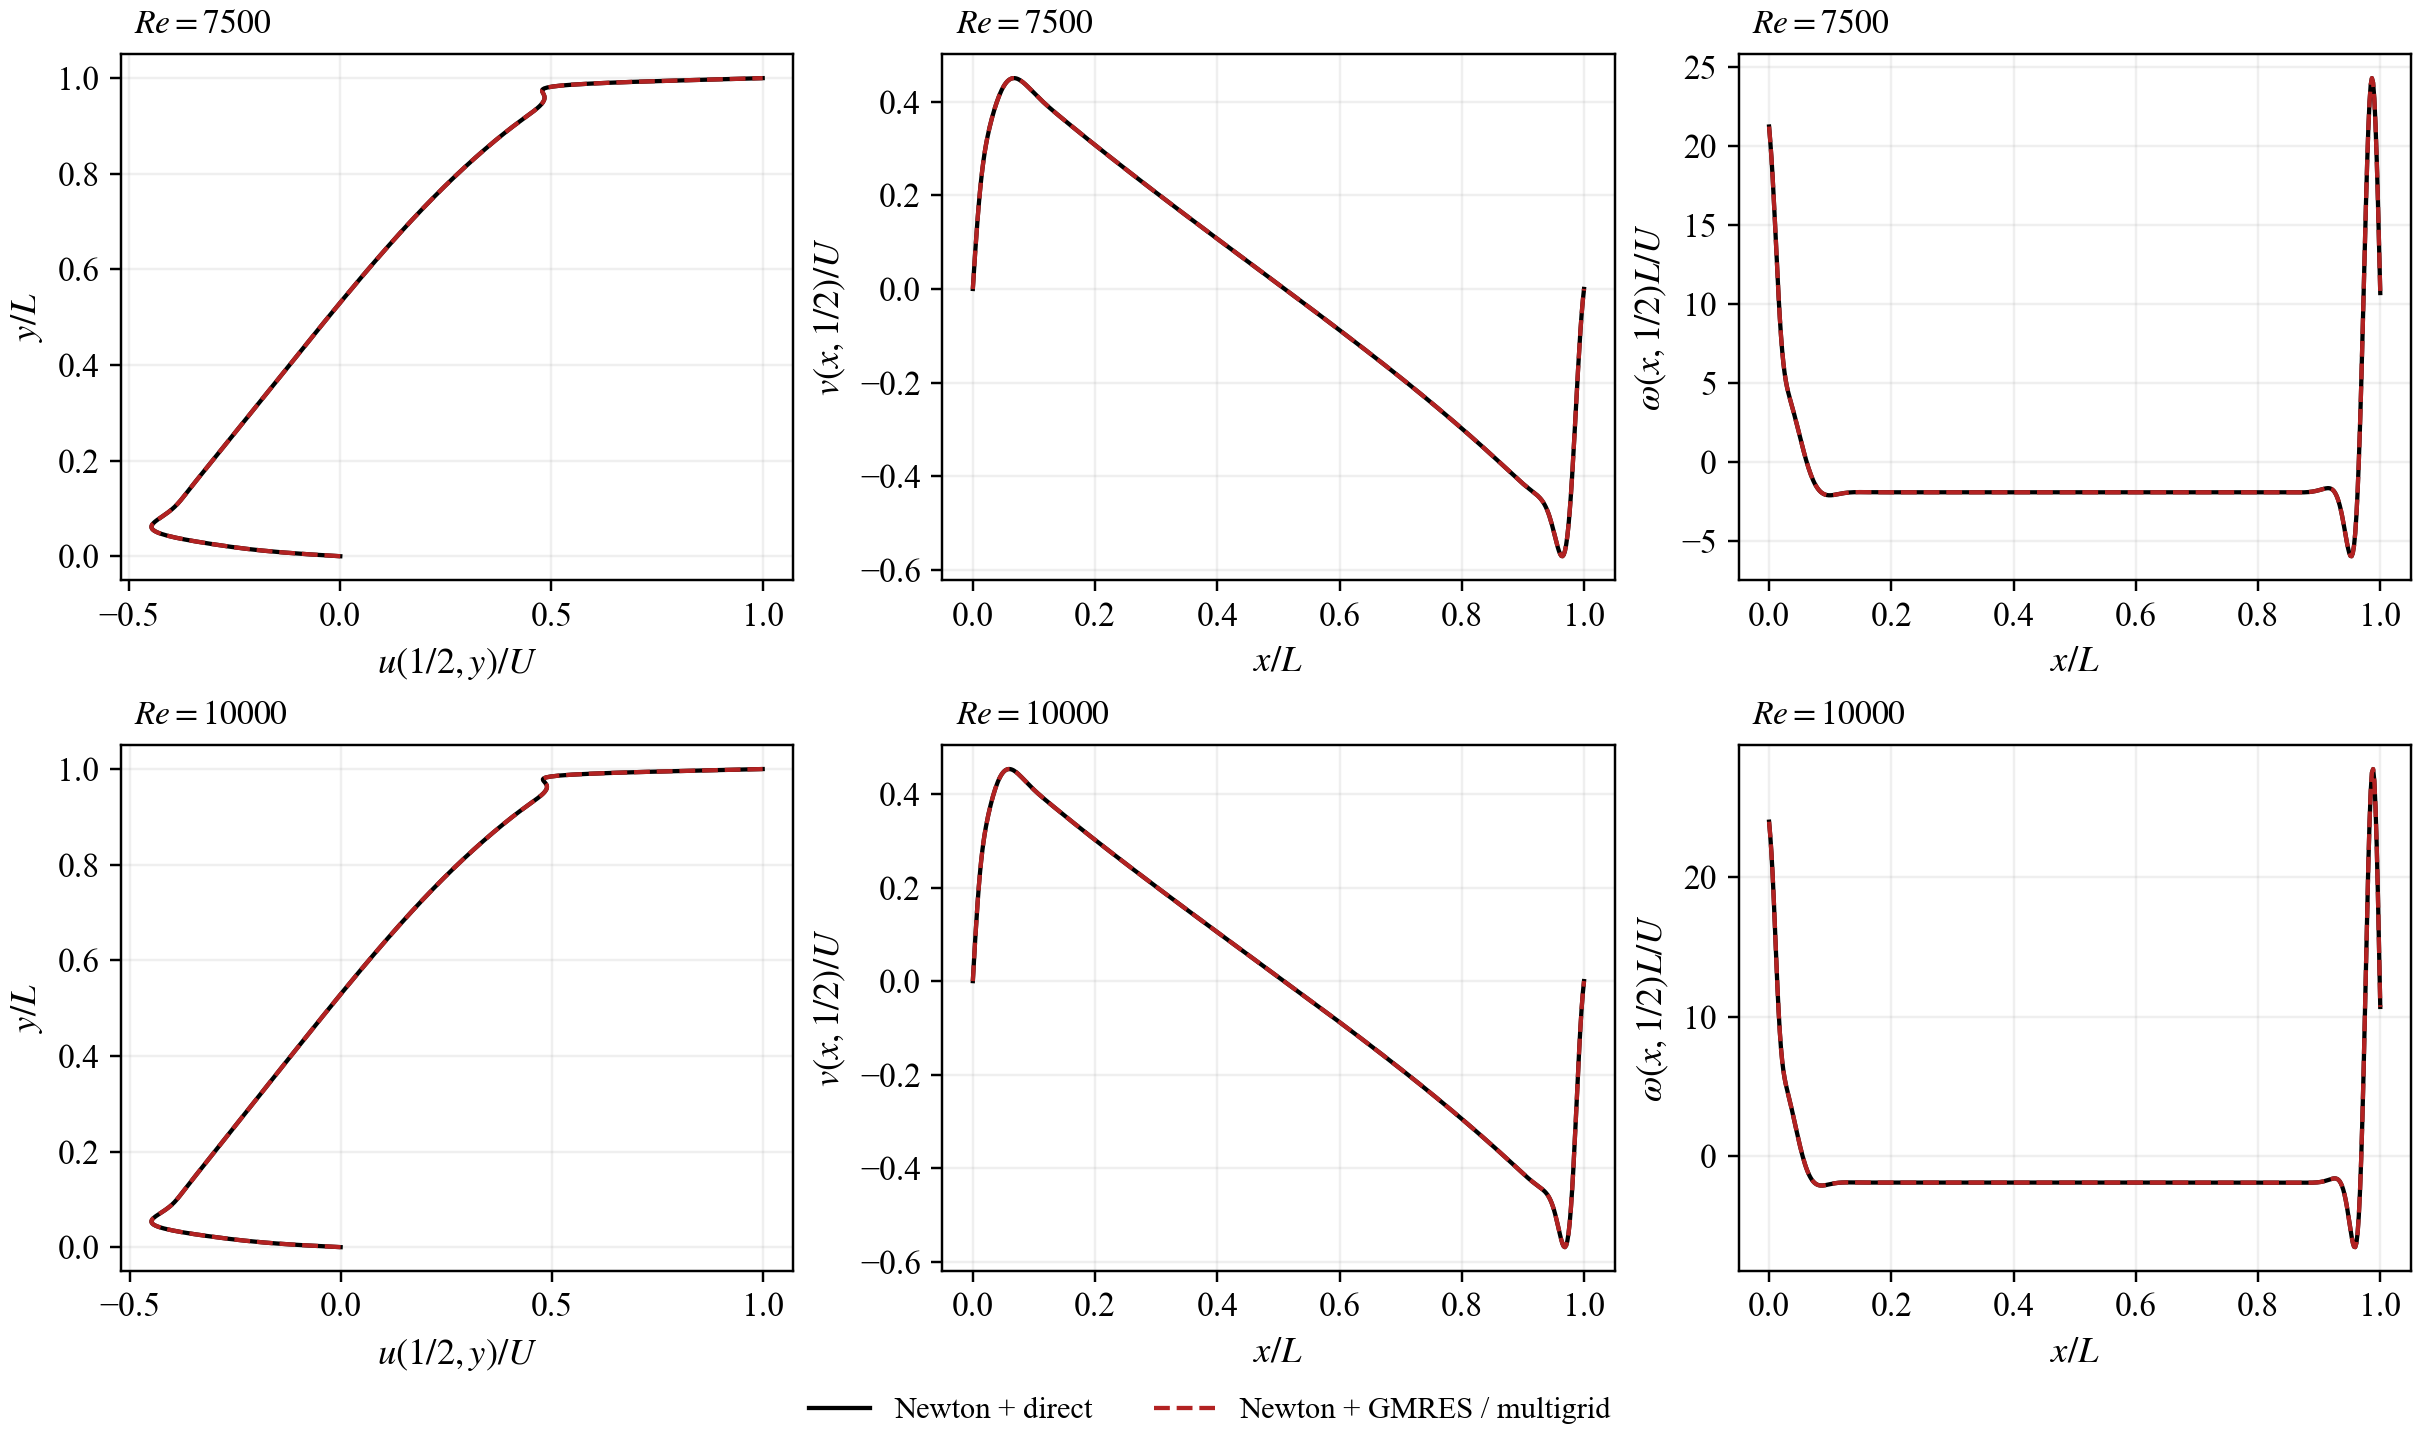 Re = 7500
1.0
0.8
0.6
0.4
0.2
0.0
y/L
−0.5 0.0 0.5 1.0
u(1/2, y)/U
Re = 7500
0.4
0.2
0.0
−0.2
−0.4
−0.6
v(x, 1/2)/U
0.0 0.2 0.4 0.6 0.8 1.0
x/L
Re = 7500
25
20
15
10
5
0
−5
ω(x, 1/2)L/U
0.0 0.2 0.4 0.6 0.8 1.0
x/L
Re = 10000
1.0
0.8
0.6
0.4
0.2
0.0
y/L
−0.5 0.0 0.5 1.0
u(1/2, y)/U
Re = 10000
0.4
0.2
0.0
−0.2
−0.4
−0.6
v(x, 1/2)/U
0.0 0.2 0.4 0.6 0.8 1.0
x/L
Re = 10000
20
10
0
ω(x, 1/2)L/U
0.0 0.2 0.4 0.6 0.8 1.0
x/L
Newton + direct Newton + GMRES / multigrid